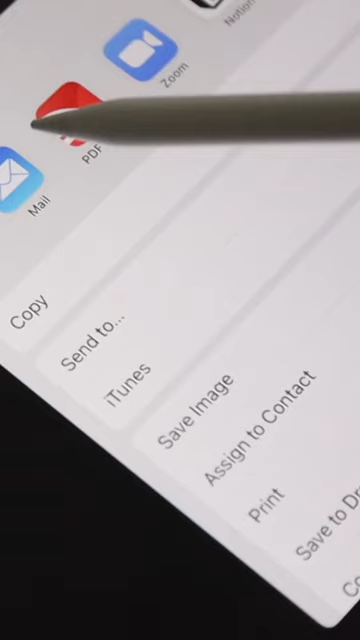 Notion
Zoom
PDF
Mail
Copy
Send to...
iTunes
Save Image
Assign to Contact
Print
Save to